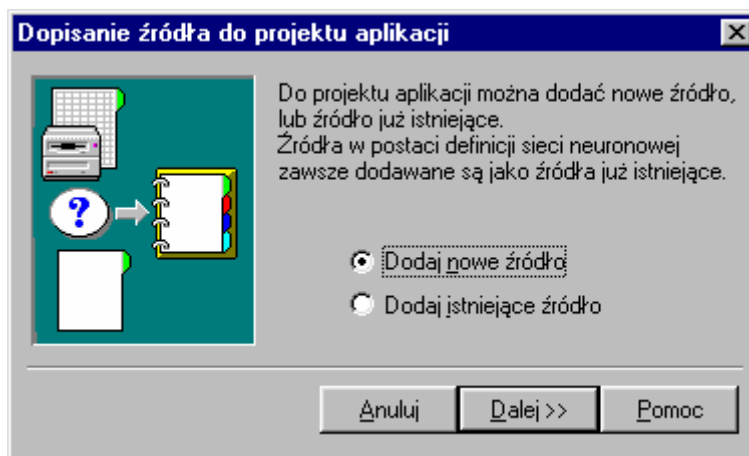 Dopisanie źródła do projektu aplikacji
Do projektu aplikacji można dodać nowe źródło,
lub źródło już istniejące.
Źródła w postaci definicji sieci neuronowej
zawsze dodawane są jako źródła już istniejące.
?
Dodaj nowe źródło
Dodaj istniejące źródło
Anuluj
Dalej >>
Pomoc